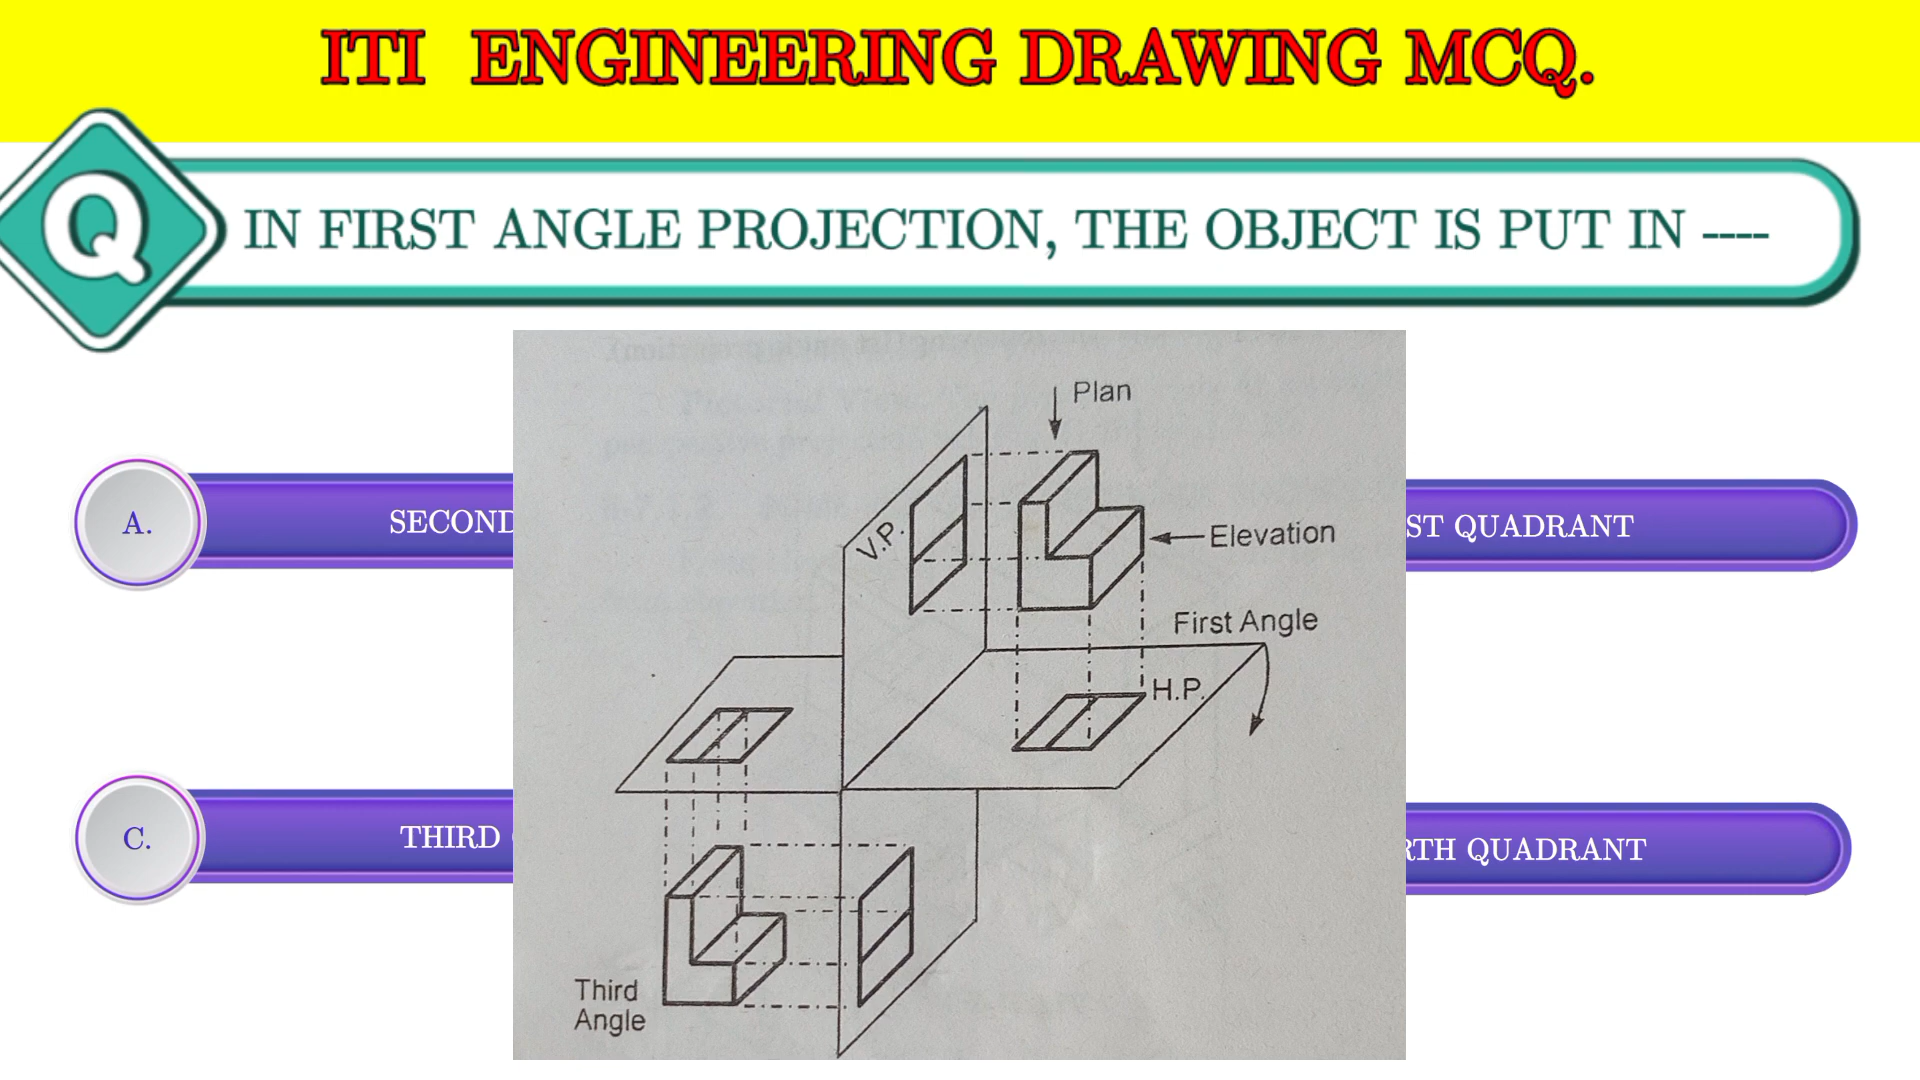 ITI ENGINEERING DRAWING MCQ.
Q
IN FIRST ANGLE PROJECTION, THE OBJECT IS PUT IN ----
Plan
A.
SECOND
V.P.
Elevation
ST QUADRANT
First Angle
H.P.
C.
THIRD
RTH QUADRANT
Third
Angle